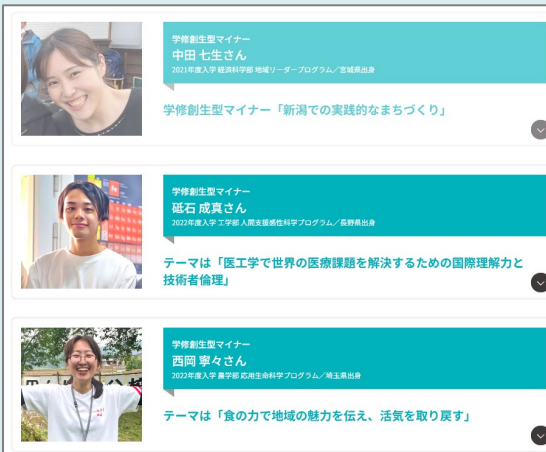 学修創生型マイナー
中田 七生さん
2021年度入学 経済科学部 地域リーダープログラム／宮城県出身
学修創生型マイナー「新潟での実践的なまちづくり」
学修創生型マイナー
砥石 成真さん
2022年度入学 工学部 人間支援感性科学プログラム／長野県出身
テーマは「医工学で世界の医療課題を解決するための国際理解力と
技術者倫理」
学修創生型マイナー
西岡 寧々さん
2022年度入学 農学部 応用生命科学プログラム／埼玉県出身
テーマは「食の力で地域の魅力を伝え、活気を取り戻す」